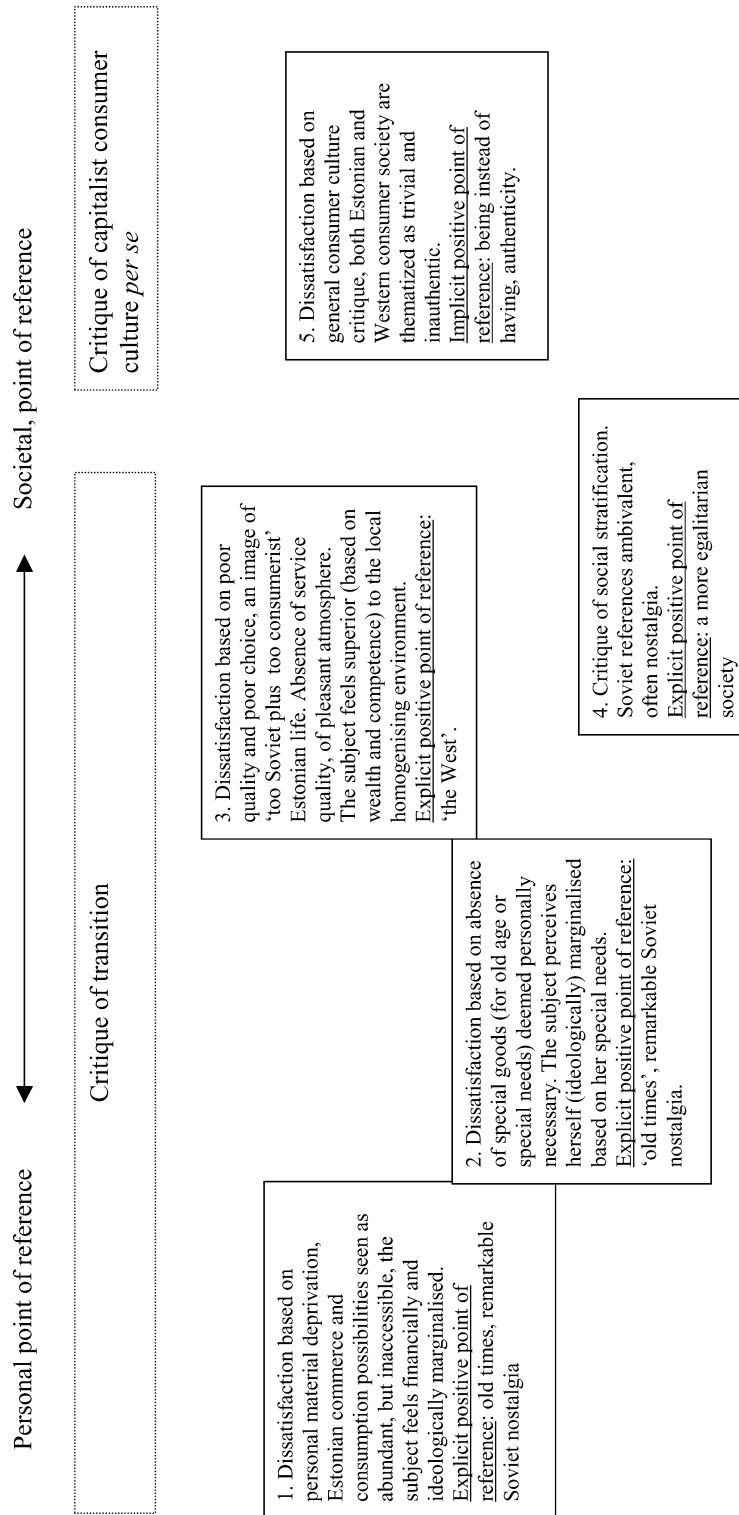 Personal point of reference
Societal, point of reference
Critique of transition
Critique of capitalist consumer
culture per se
1. Dissatisfaction based on
personal material deprivation,
Estonian commerce and
consumption possibilities seen as
abundant, but inaccessible, the
subject feels financially and
ideologically marginalised.
Explicit positive point of
reference: old times, remarkable
Soviet nostalgia
2. Dissatisfaction based on absence
of special goods (for old age or
special needs) deemed personally
necessary. The subject perceives
herself (ideologically) marginalised
based on her special needs.
Explicit positive point of reference:
‘old times’, remarkable Soviet
nostalgia.
3. Dissatisfaction based on poor
quality and poor choice, an image of
‘too Soviet plus too consumerist’
Estonian life. Absence of service
quality, of pleasant atmosphere.
The subject feels superior (based on
wealth and competence) to the local
homogenising environment.
Explicit positive point of reference:
‘the West’.
4. Critique of social stratification.
Soviet references ambivalent,
often nostalgia.
Explicit positive point of
reference: a more egalitarian
society
5. Dissatisfaction based on
general consumer culture
critique, both Estonian and
Western consumer society are
thematized as trivial and
inauthentic.
Implicit positive point of
reference: being instead of
having, authenticity.